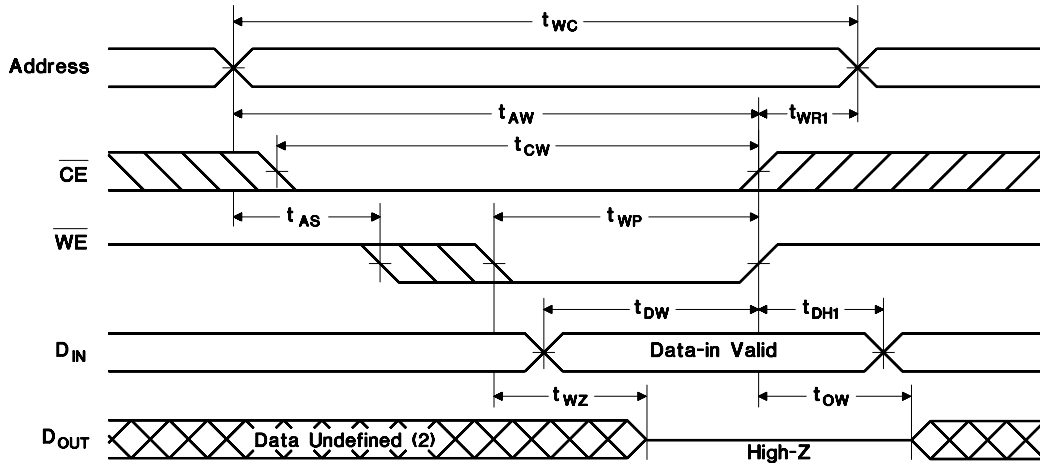 tWC
Address
tAW
tWR1
tCW
CE
tAS
tWP
WE
tDW
tDH1
DIN
Data-in Valid
tWZ
tOW
DOUT
Data Undefined (2)
High-Z